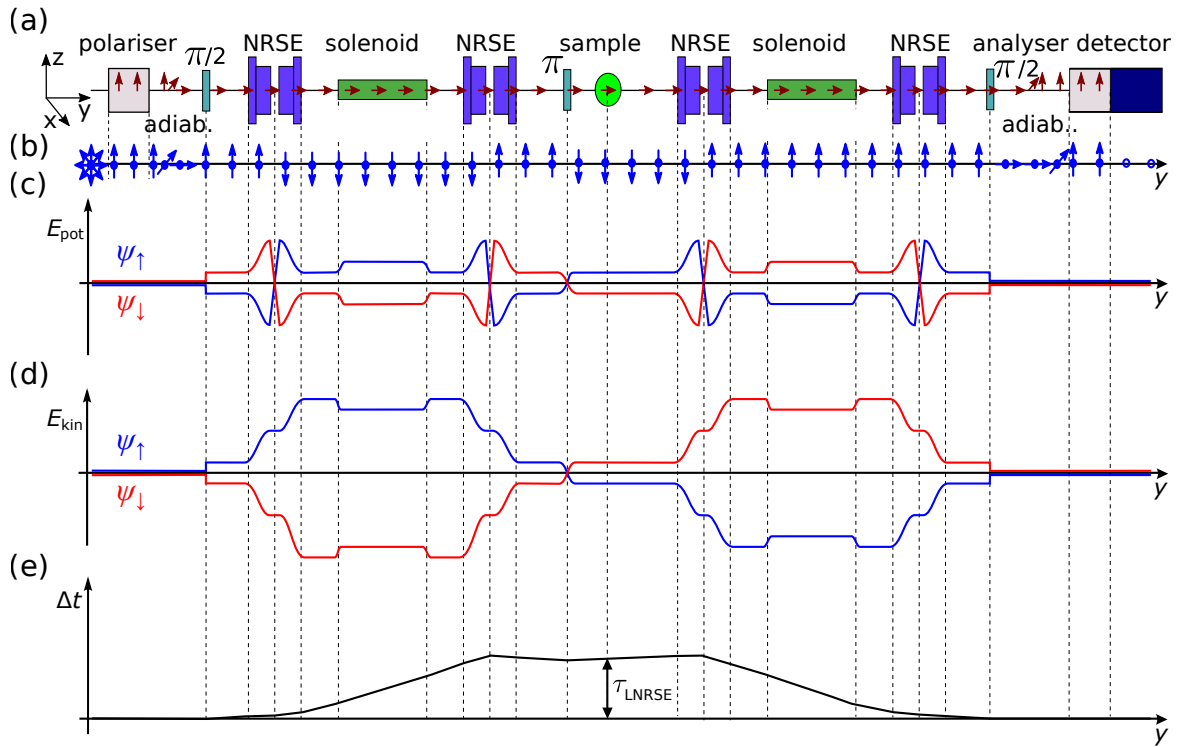 (a)
polariser π/2 NRSE solenoid NRSE sample NRSE solenoid NRSE analyser detector
π π/2
z
y
x
adiab. adiab..
(b)
y
(c)
E_pot
ψ↑
ψ↓
y
(d)
E_kin
ψ↑
ψ↓
y
(e)
Δt
τ_LNRSE
y